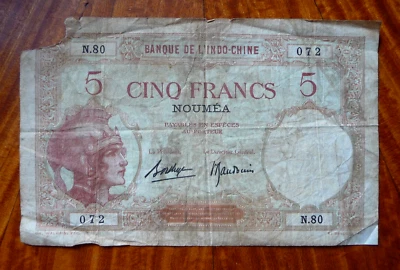 N.80 BANQUE DE L'INDO-CHINE 072
5 CINQ FRANCS 5
NOUMÉA
PAYABLES EN ESPÈCES
AU PORTEUR
072 N.80